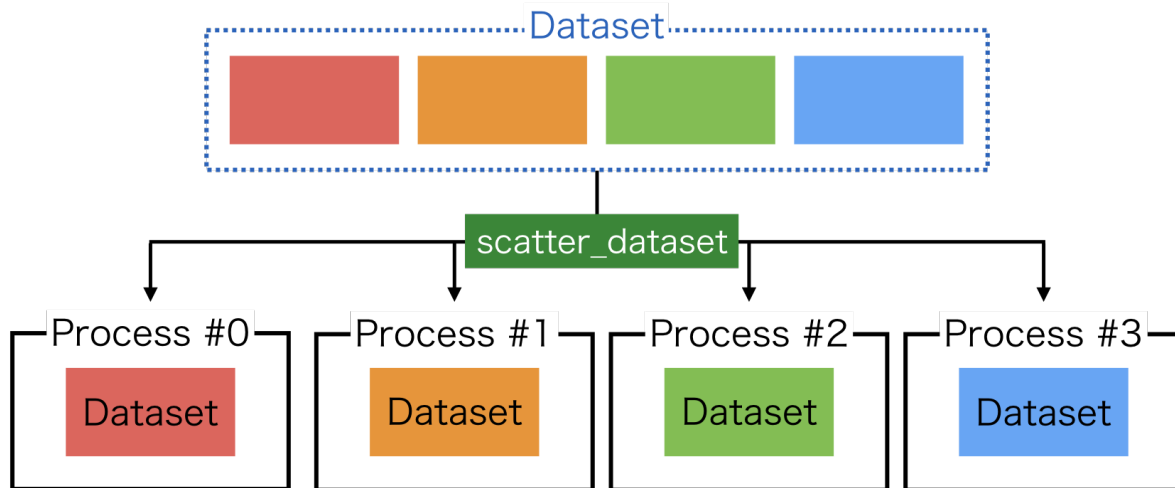 Dataset
scatter_dataset
Process #0
Process #1
Process #2
Process #3
Dataset
Dataset
Dataset
Dataset